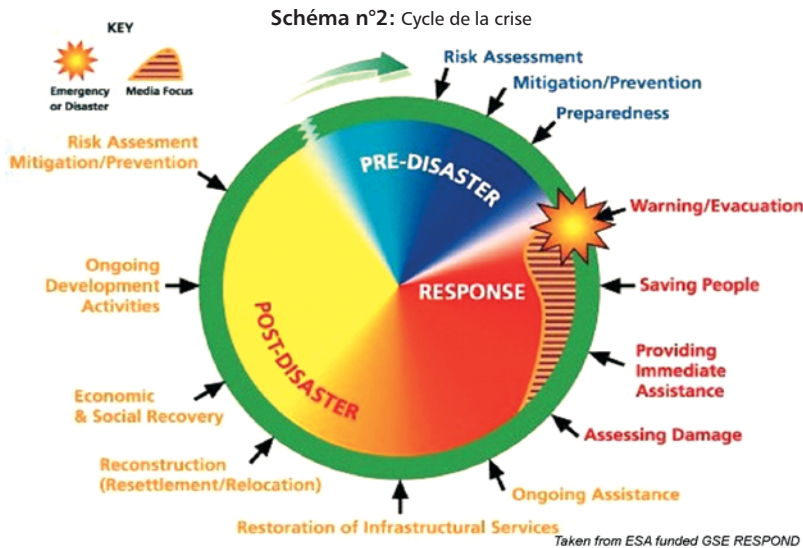 Schéma n°2: Cycle de la crise
KEY
Emergency
or Disaster
Media Focus
Risk Assessment
Mitigation/Prevention
Preparedness
Warning/Evacuation
Saving People
Providing
Immediate
Assistance
Assessing Damage
Ongoing Assistance
Restoration of Infrastructural Services
Reconstruction
(Resettlement/Relocation)
Economic
& Social Recovery
Ongoing
Development
Activities
Risk Assesment
Mitigation/Prevention
PRE-DISASTER
RESPONSE
POST-DISASTER
Taken from ESA funded GSE RESPOND